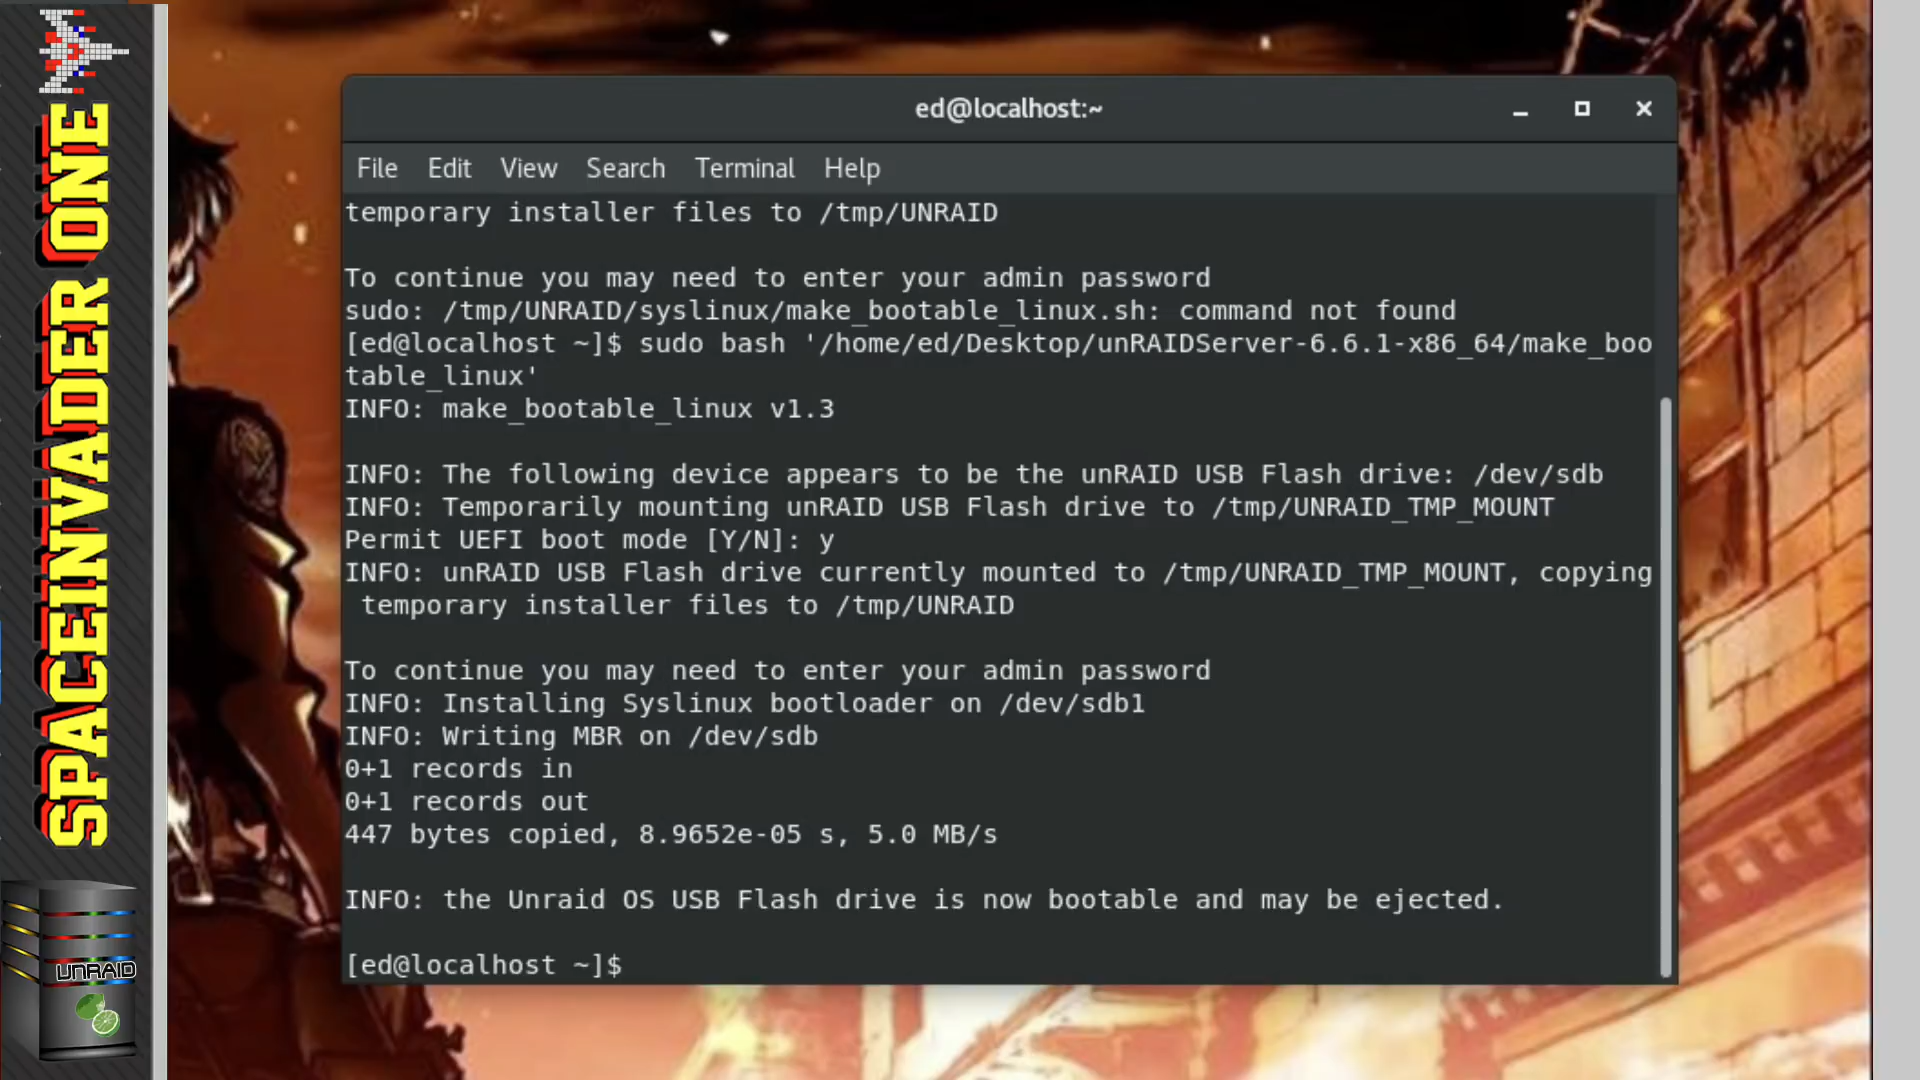 SPACEINVADER ONE
UNRAID
ed@localhost:~
File Edit View Search Terminal Help
temporary installer files to /tmp/UNRAID
To continue you may need to enter your admin password
sudo: /tmp/UNRAID/syslinux/make_bootable_linux.sh: command not found
[ed@localhost ~]$ sudo bash '/home/ed/Desktop/unRAIDServer-6.6.1-x86_64/make_boo
table_linux'
INFO: make_bootable_linux v1.3
INFO: The following device appears to be the unRAID USB Flash drive: /dev/sdb
INFO: Temporarily mounting unRAID USB Flash drive to /tmp/UNRAID_TMP_MOUNT
Permit UEFI boot mode [Y/N]: y
INFO: unRAID USB Flash drive currently mounted to /tmp/UNRAID_TMP_MOUNT, copying
 temporary installer files to /tmp/UNRAID
To continue you may need to enter your admin password
INFO: Installing Syslinux bootloader on /dev/sdb1
INFO: Writing MBR on /dev/sdb
0+1 records in
0+1 records out
447 bytes copied, 8.9652e-05 s, 5.0 MB/s
INFO: the Unraid OS USB Flash drive is now bootable and may be ejected.
[ed@localhost ~]$